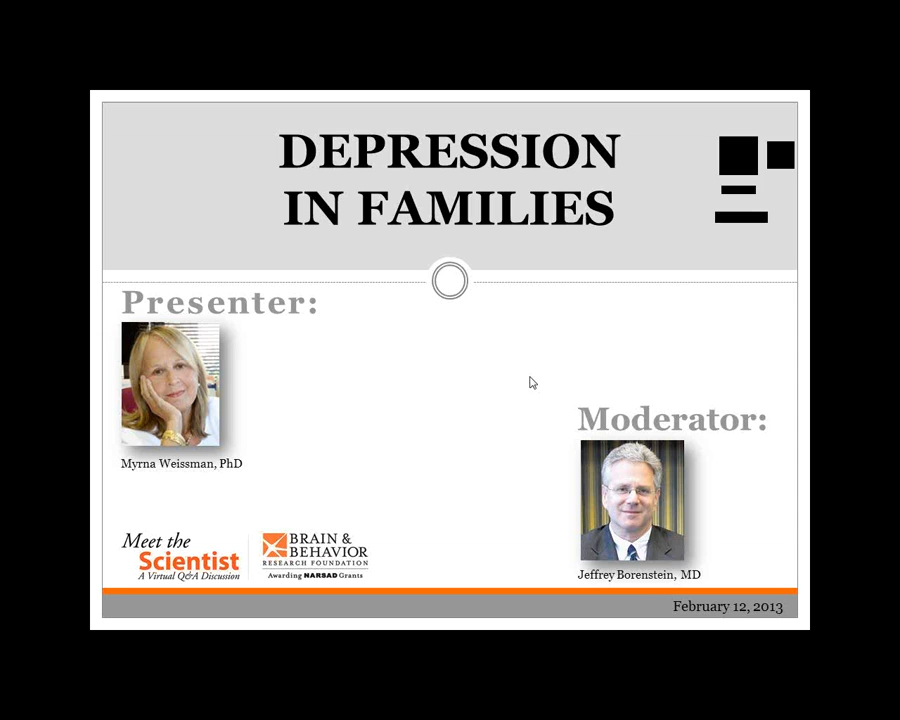 DEPRESSION
IN FAMILIES
Presenter:
Myrna Weissman, PhD
Moderator:
Jeffrey Borenstein, MD
Meet the
Scientist
A Virtual Q&A Discussion
BRAIN &
BEHAVIOR
RESEARCH FOUNDATION
Awarding NARSAD Grants
February 12, 2013